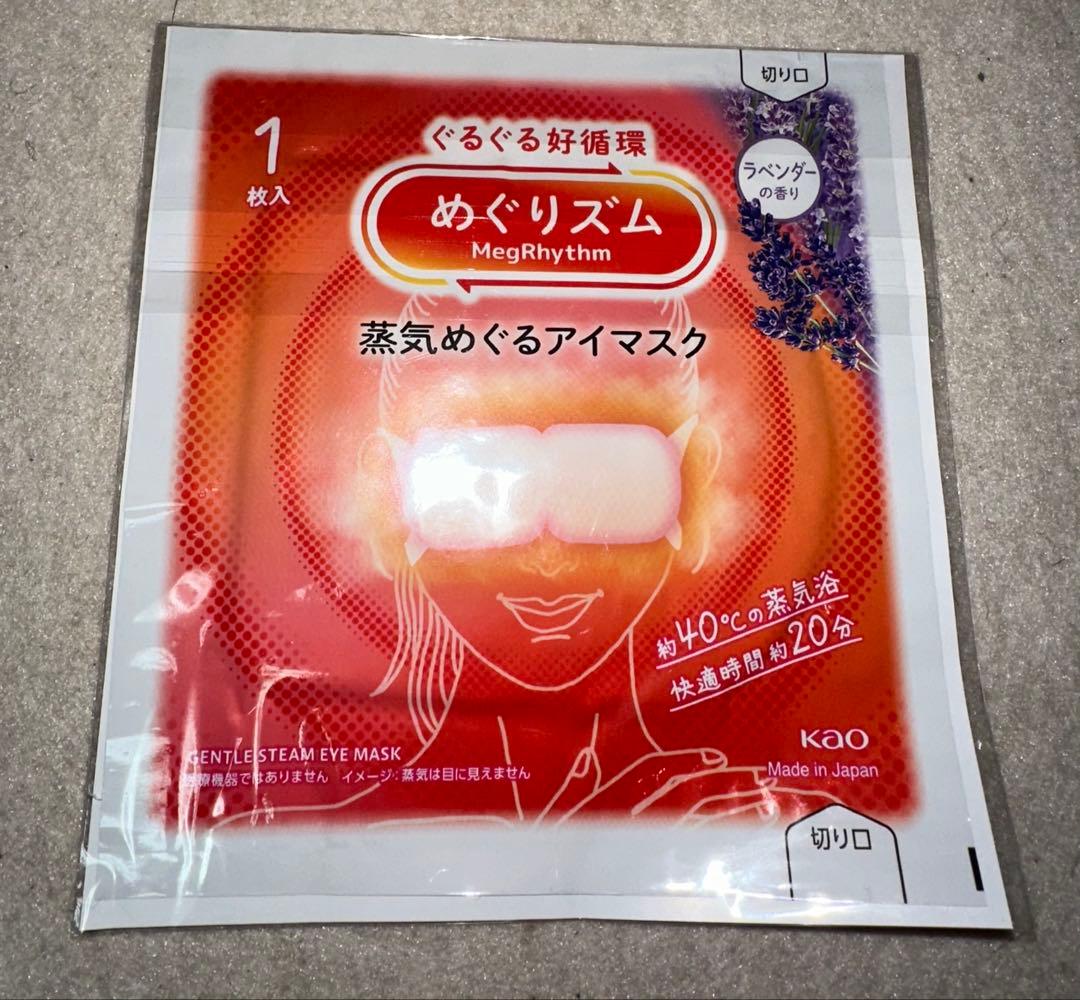 切り口
1
枚入
ぐるぐる好循環
めぐりズム
MegRhythm
ラベンダー
の香り
蒸気めぐるアイマスク
約40℃の蒸気浴
快適時間 約20分
GENTLE STEAM EYE MASK
医療機器ではありません イメージ:蒸気は目に見えません
Kao
Made in Japan
切り口